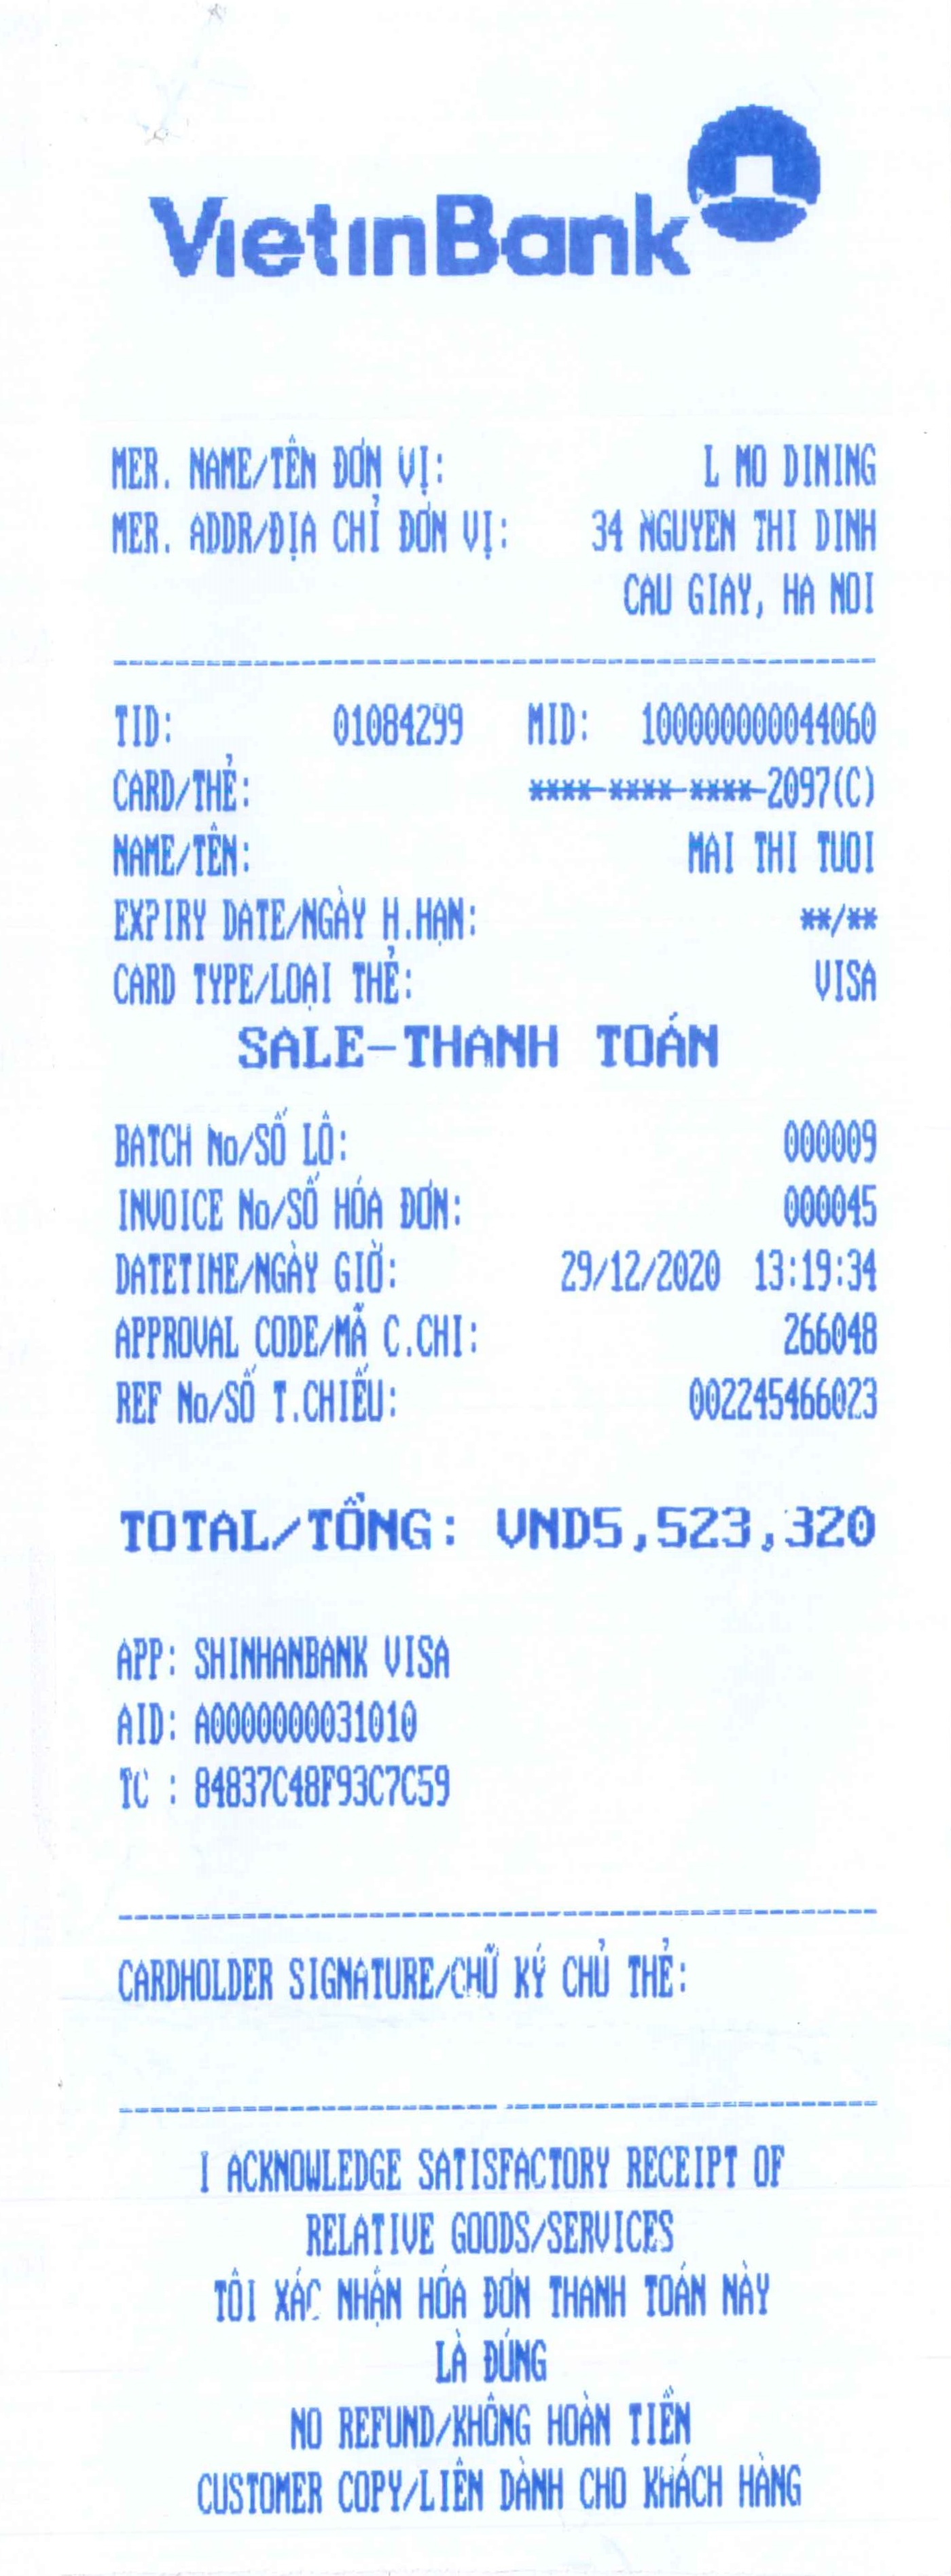 VietinBank
MER. NAME/TÊN ĐƠN VỊ: L MO DINING
MER. ADDR/ĐỊA CHỈ ĐƠN VỊ: 34 NGUYEN THI DINH
CAU GIAY, HA NOI
TID: 01084299 MID: 100000000044060
CARD/THẺ: ****-****-****-2097(C)
NAME/TÊN: MAI THI TUOI
EXPIRY DATE/NGÀY H.HẠN: **/**
CARD TYPE/LOẠI THẺ: VISA
SALE-THANH TOÁN
BATCH No/SỐ LÔ: 000009
INVOICE No/SỐ HÓA ĐƠN: 000045
DATETIME/NGÀY GIỜ: 29/12/2020 13:19:34
APPROVAL CODE/MÃ C.CHI: 266048
REF No/SỐ T.CHIẾU: 002245466023
TOTAL/TỔNG: VND5,523,320
APP: SHINHANBANK VISA
AID: A0000000031010
TC : 84837C48F93C7C59
CARDHOLDER SIGNATURE/CHỮ KÝ CHỦ THẺ:
I ACKNOWLEDGE SATISFACTORY RECEIPT OF
RELATIVE GOODS/SERVICES
TÔI XÁC NHẬN HÓA ĐƠN THANH TOÁN NÀY
LÀ ĐÚNG
NO REFUND/KHÔNG HOÀN TIỀN
CUSTOMER COPY/LIÊN DÀNH CHO KHÁCH HÀNG